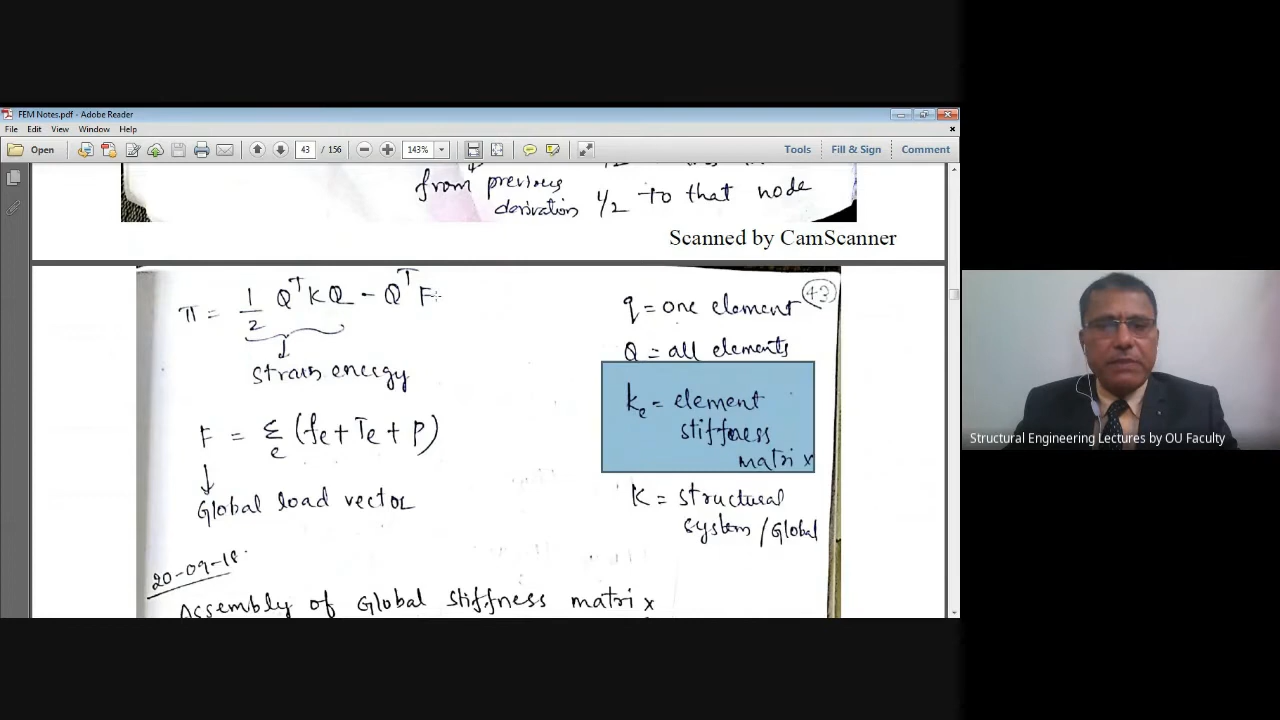 FEM Notes.pdf - Adobe Reader
File Edit View Window Help
Open 43 / 156 143% Tools Fill & Sign Comment
from previous
derivation 1/2 to that node
Scanned by CamScanner
43
π = 1/2 Qᵀ K Q - Qᵀ F
strain energy
q = one element
Q = all elements
kₑ = element
stiffness
matrix
F = Σₑ (fₑ + Tₑ + P)
Global load vector
K = structural
system / Global
20-09-18
Assembly of Global stiffness matrix
Structural Engineering Lectures by OU Faculty